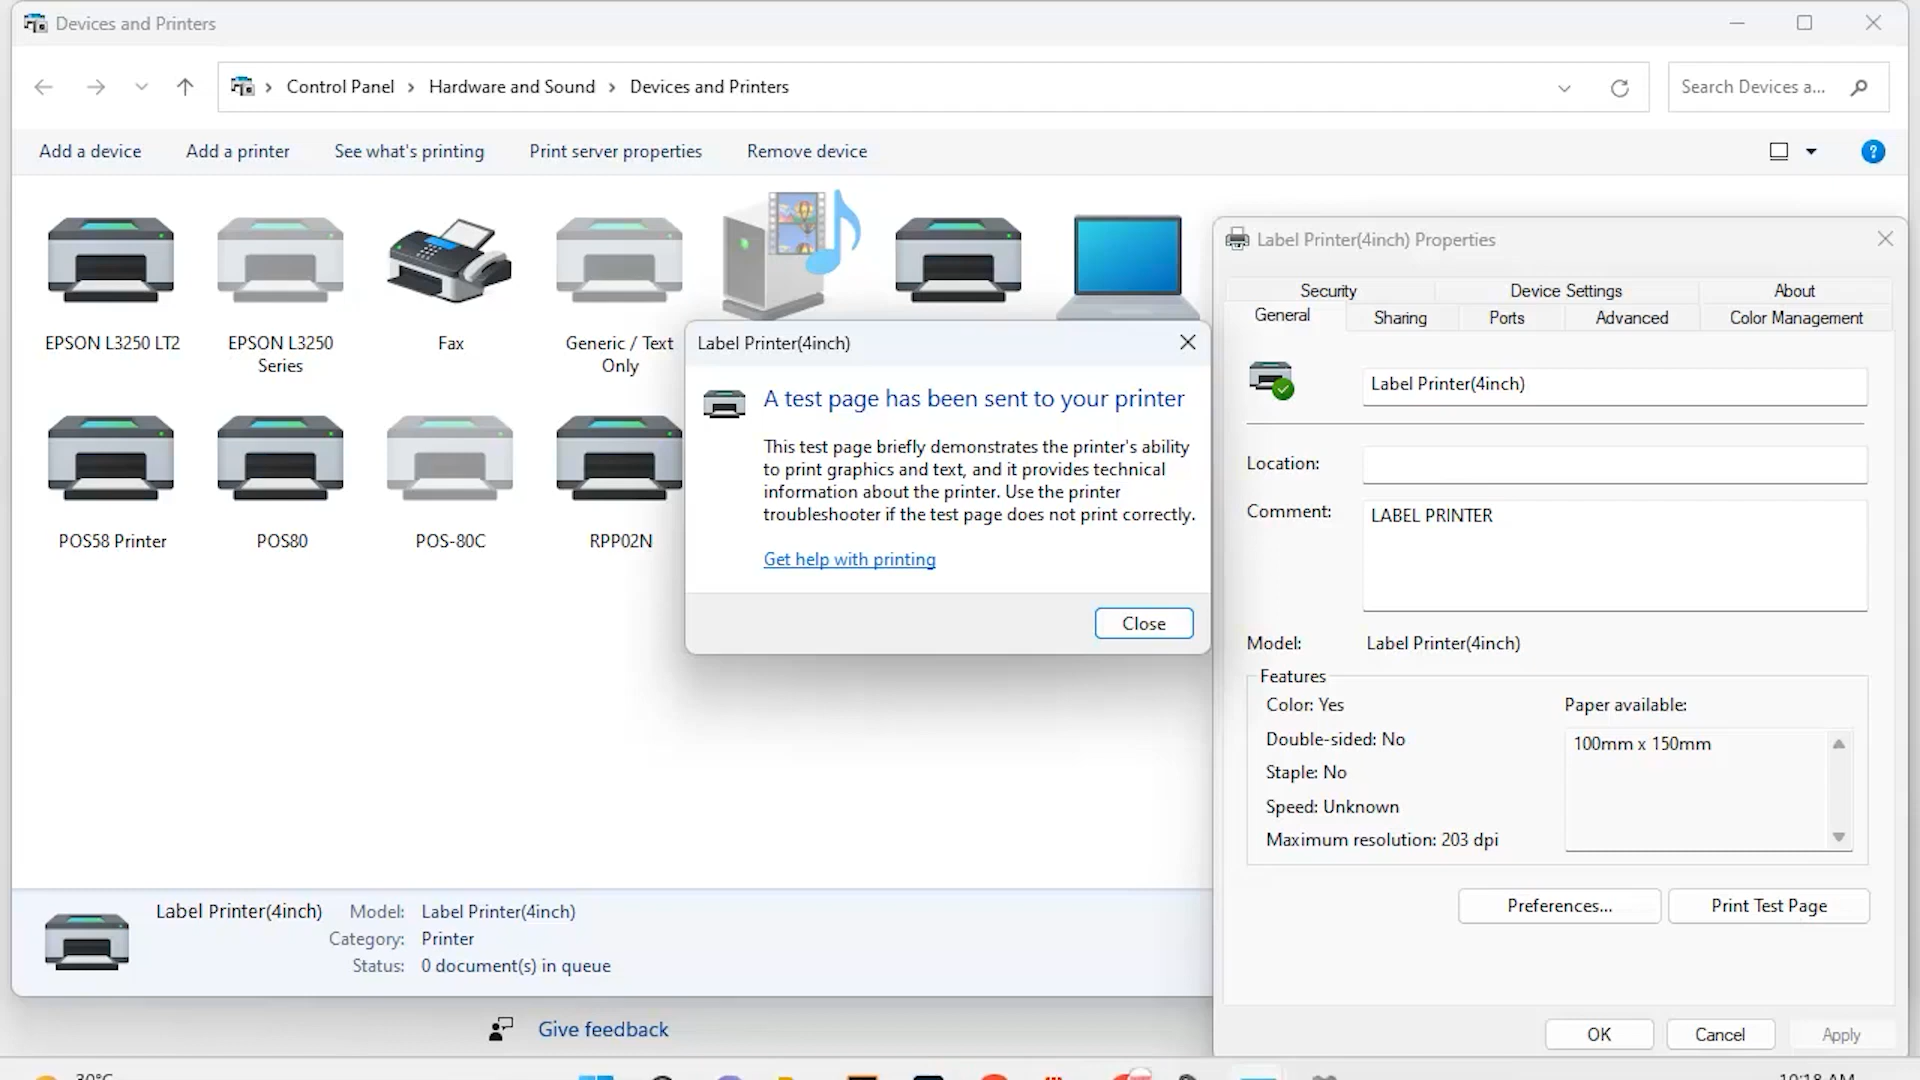 Devices and Printers
Control Panel > Hardware and Sound > Devices and Printers
Search Devices a...
Add a device
Add a printer
See what's printing
Print server properties
Remove device
?
EPSON L3250 LT2
EPSON L3250
Series
Fax
Generic / Text
Only
POS58 Printer
POS80
POS-80C
RPP02N
Label Printer(4inch)
A test page has been sent to your printer
This test page briefly demonstrates the printer's ability
to print graphics and text, and it provides technical
information about the printer. Use the printer
troubleshooter if the test page does not print correctly.
Get help with printing
Close
Label Printer(4inch) Properties
Security
Device Settings
About
General
Sharing
Ports
Advanced
Color Management
Label Printer(4inch)
Location:
Comment:
LABEL PRINTER
Model: Label Printer(4inch)
Features
Color: Yes
Double-sided: No
Staple: No
Speed: Unknown
Maximum resolution: 203 dpi
Paper available:
100mm x 150mm
Preferences...
Print Test Page
OK
Cancel
Apply
Label Printer(4inch)
Model: Label Printer(4inch)
Category: Printer
Status: 0 document(s) in queue
Give feedback
30°C
10:18 AM